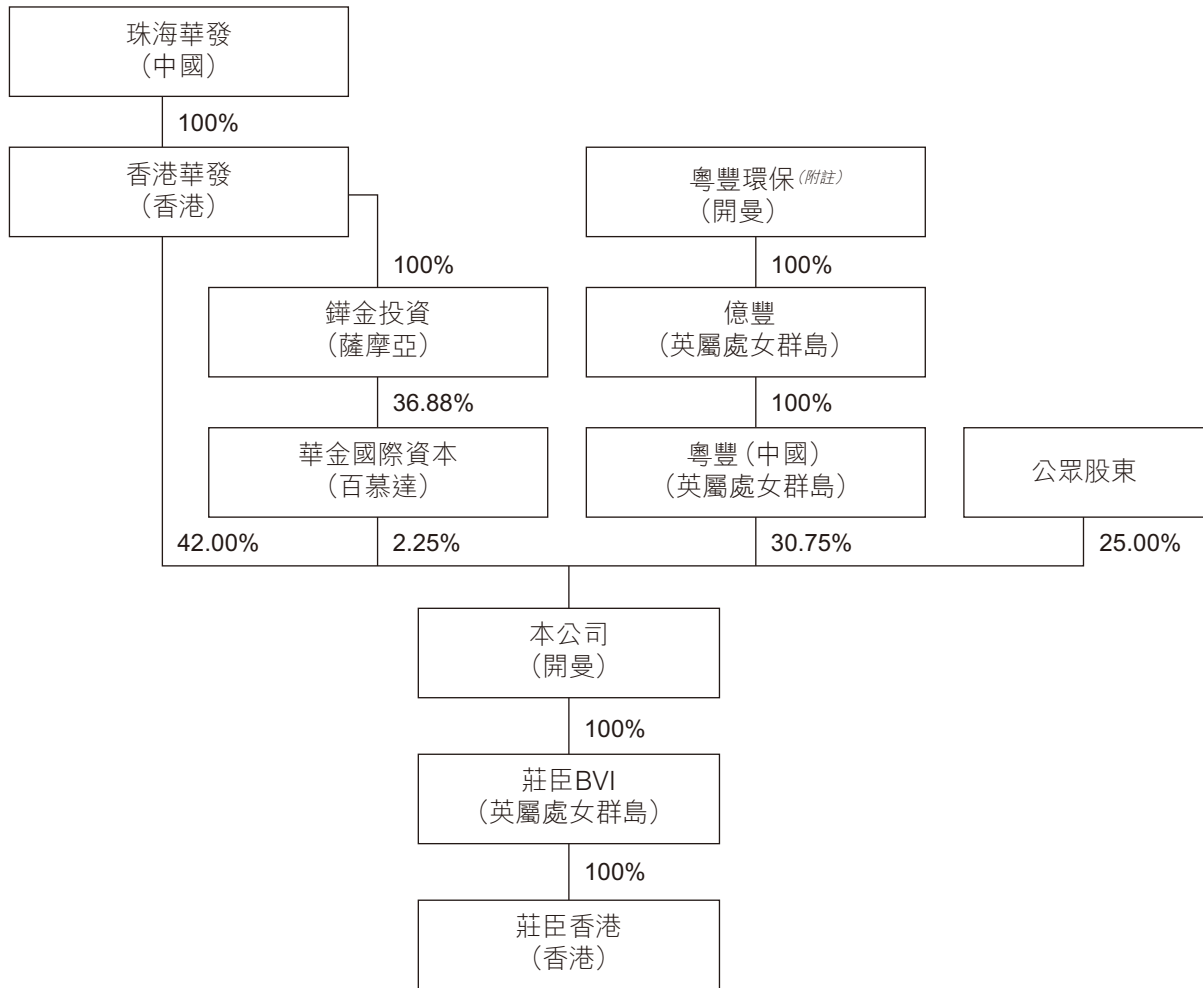 珠海華發
（中國）
100%
香港華發
（香港）
粵豐環保(附註)
（開曼）
100%
100%
鏵金投資
（薩摩亞）
億豐
（英屬處女群島）
36.88%
100%
華金國際資本
（百慕達）
粵豐（中國）
（英屬處女群島）
公眾股東
42.00%
2.25%
30.75%
25.00%
本公司
（開曼）
100%
莊臣BVI
（英屬處女群島）
100%
莊臣香港
（香港）